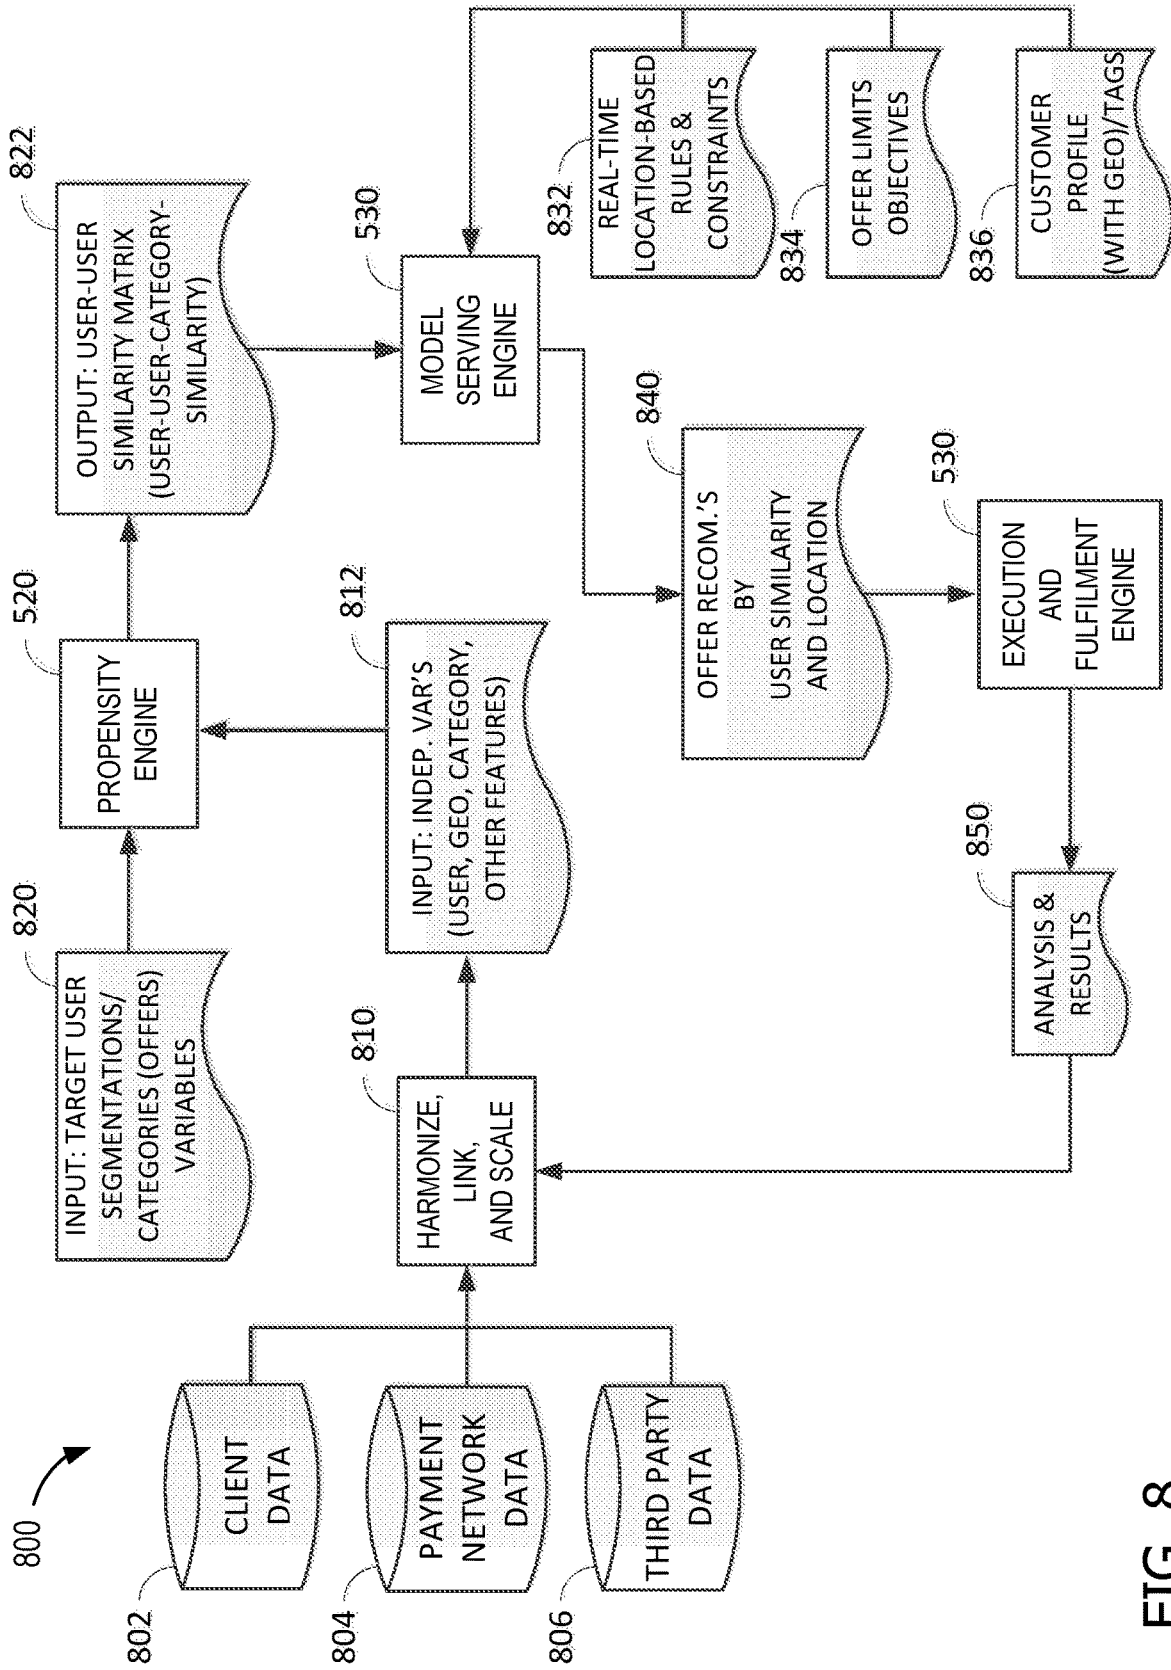 800
802
CLIENT
DATA
804
PAYMENT
NETWORK
DATA
806
THIRD PARTY
DATA
820
INPUT: TARGET USER
SEGMENTATIONS/
CATEGORIES (OFFERS)
VARIABLES
810
HARMONIZE,
LINK,
AND SCALE
520
PROPENSITY
ENGINE
812
INPUT: INDEP. VAR'S
(USER, GEO, CATEGORY,
OTHER FEATURES)
822
OUTPUT: USER-USER
SIMILARITY MATRIX
(USER-USER-CATEGORY-
SIMILARITY)
530
MODEL
SERVING
ENGINE
832
REAL-TIME
LOCATION-BASED
RULES &
CONSTRAINTS
834
OFFER LIMITS
OBJECTIVES
836
CUSTOMER
PROFILE
(WITH GEO)/TAGS
840
OFFER RECOM.'S
BY
USER SIMILARITY
AND LOCATION
530
EXECUTION
AND
FULFILMENT
ENGINE
850
ANALYSIS &
RESULTS
FIG. 8